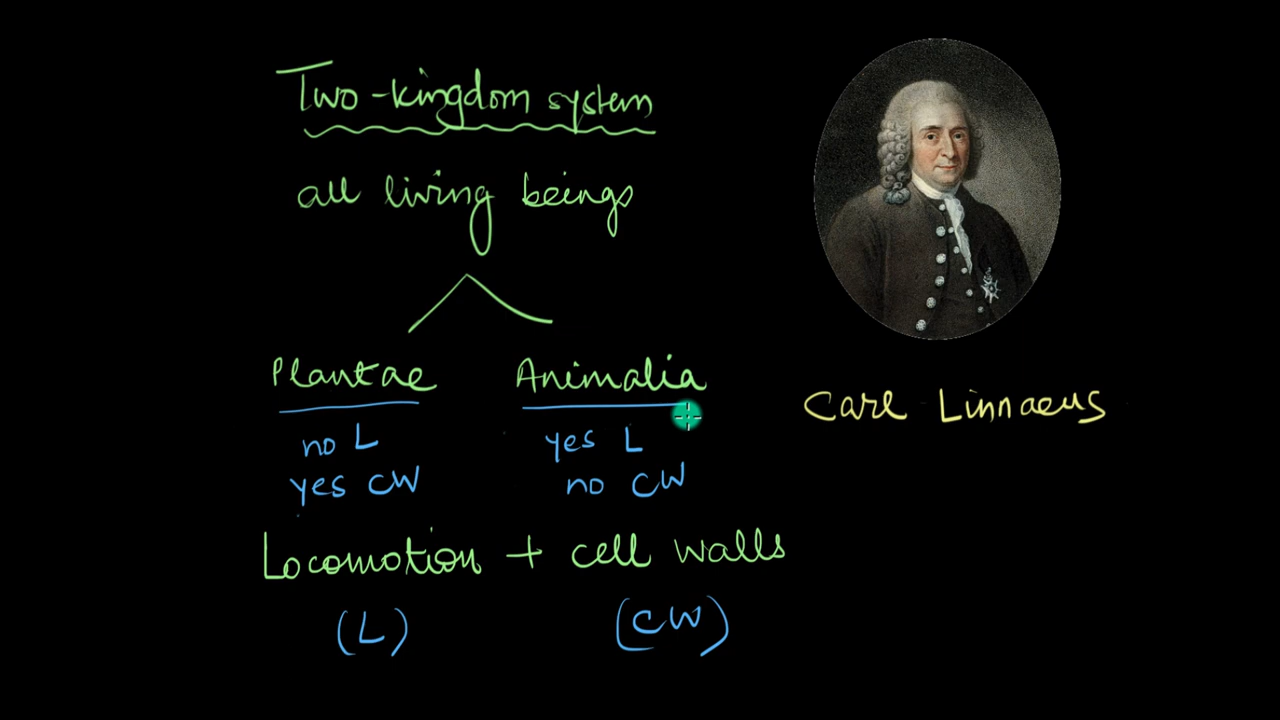 Two-kingdom system
all living beings
Plantae Animalia
no L yes L
yes CW no CW
Locomotion + cell walls
(L) (CW)
Carl Linnaeus